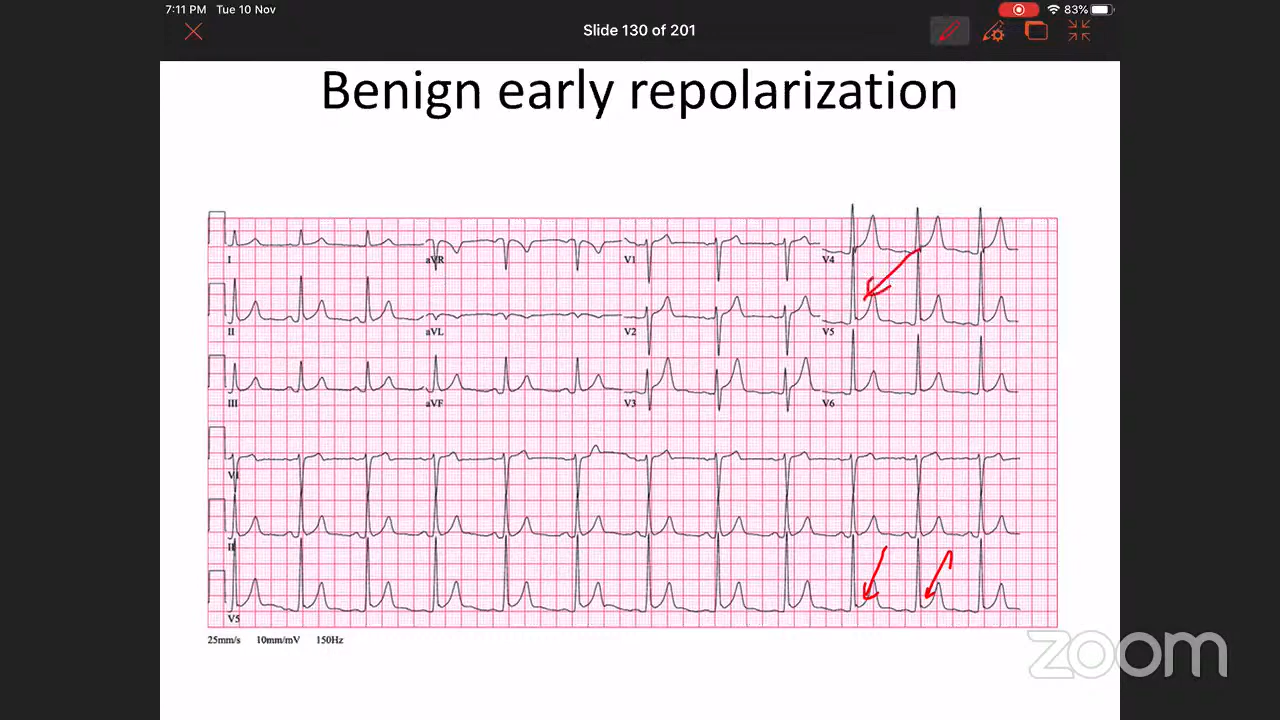 7:11 PM Tue 10 Nov
83%
Slide 130 of 201
Benign early repolarization
I aVR V1 V4
II aVL V2 V5
III aVF V3 V6
V1
II
V5
25mm/s 10mm/mV 150Hz
zoom